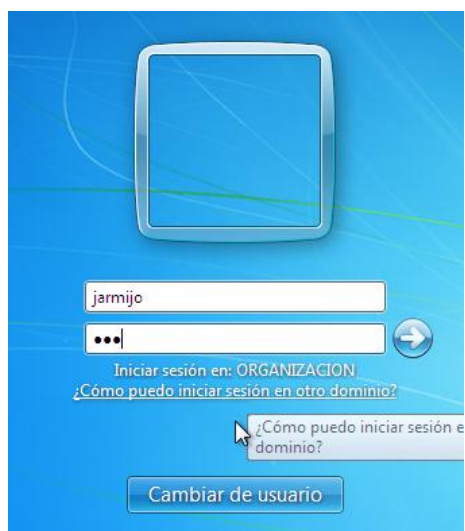 jarmijo
•••
Iniciar sesión en: ORGANIZACION
¿Cómo puedo iniciar sesión en otro dominio?
¿Cómo puedo iniciar sesión e
dominio?
Cambiar de usuario